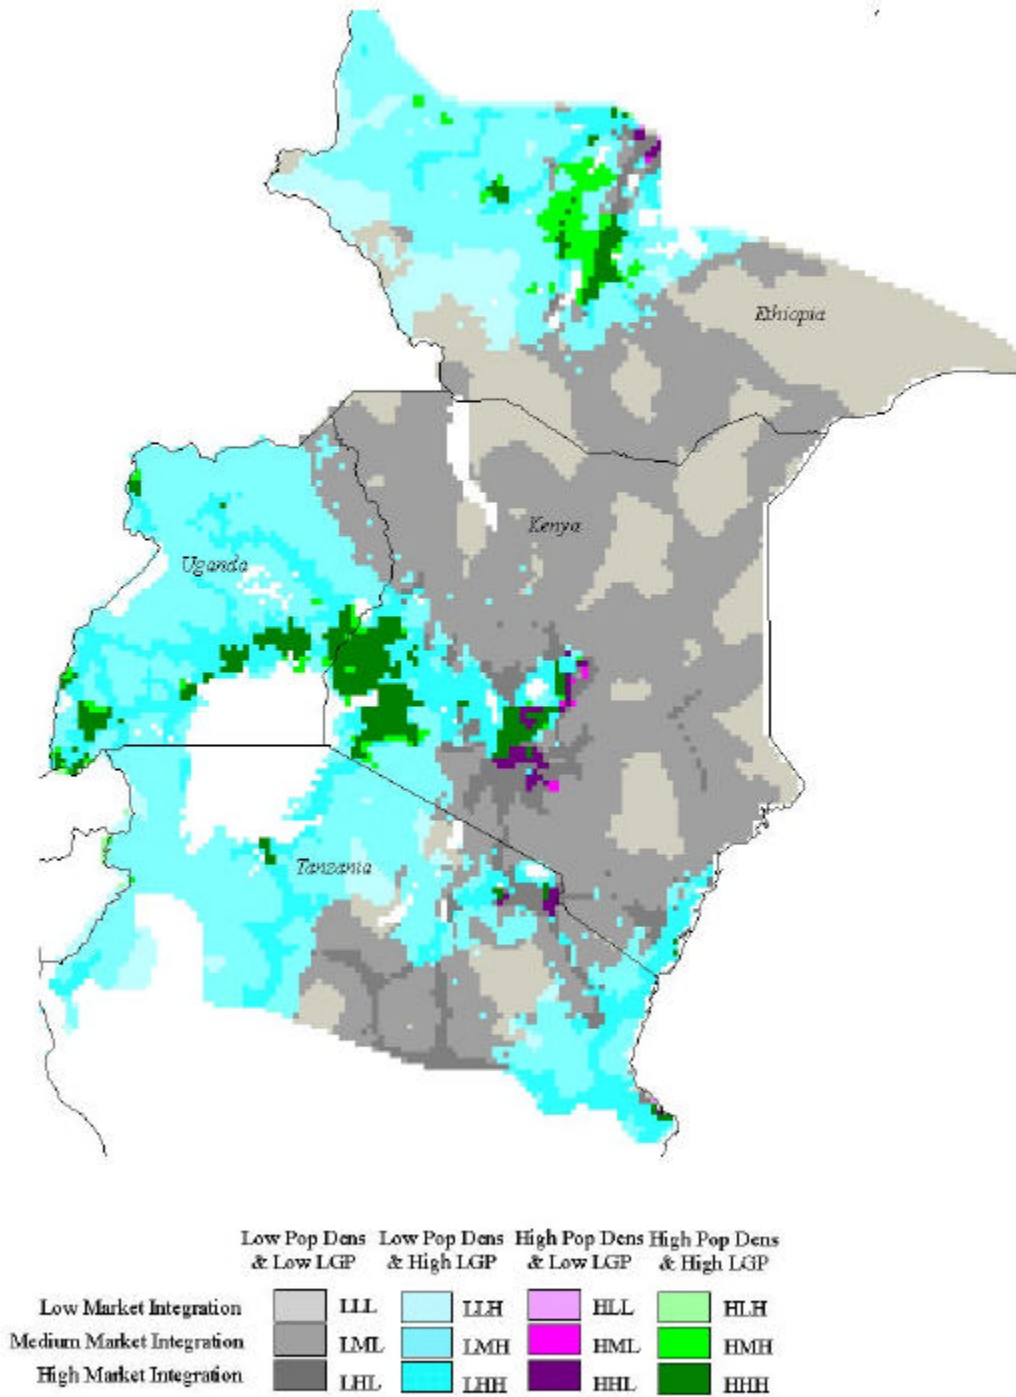 Ethiopia
Kenya
Uganda
Tanzania
Low Pop Dens & Low LGP
Low Pop Dens & High LGP
High Pop Dens & Low LGP
High Pop Dens & High LGP
Low Market Integration LLL LLH HLL HLH
Medium Market Integration LML LMH HML HMH
High Market Integration LHL LHH HHL HHH